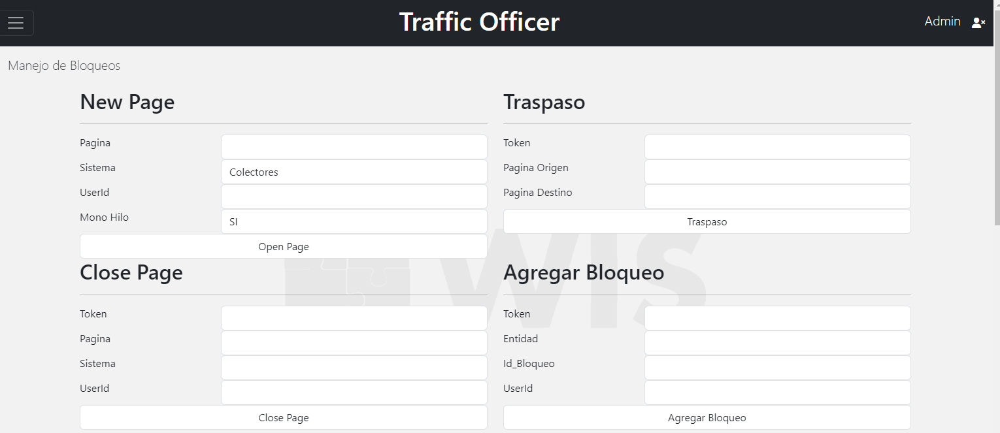 Traffic Officer
Admin
Manejo de Bloqueos
New Page
Pagina
Sistema
Colectores
UserId
Mono Hilo
SI
Open Page
Traspaso
Token
Pagina Origen
Pagina Destino
Traspaso
Close Page
Token
Pagina
Sistema
UserId
Close Page
Agregar Bloqueo
Token
Entidad
Id_Bloqueo
UserId
Agregar Bloqueo
wis